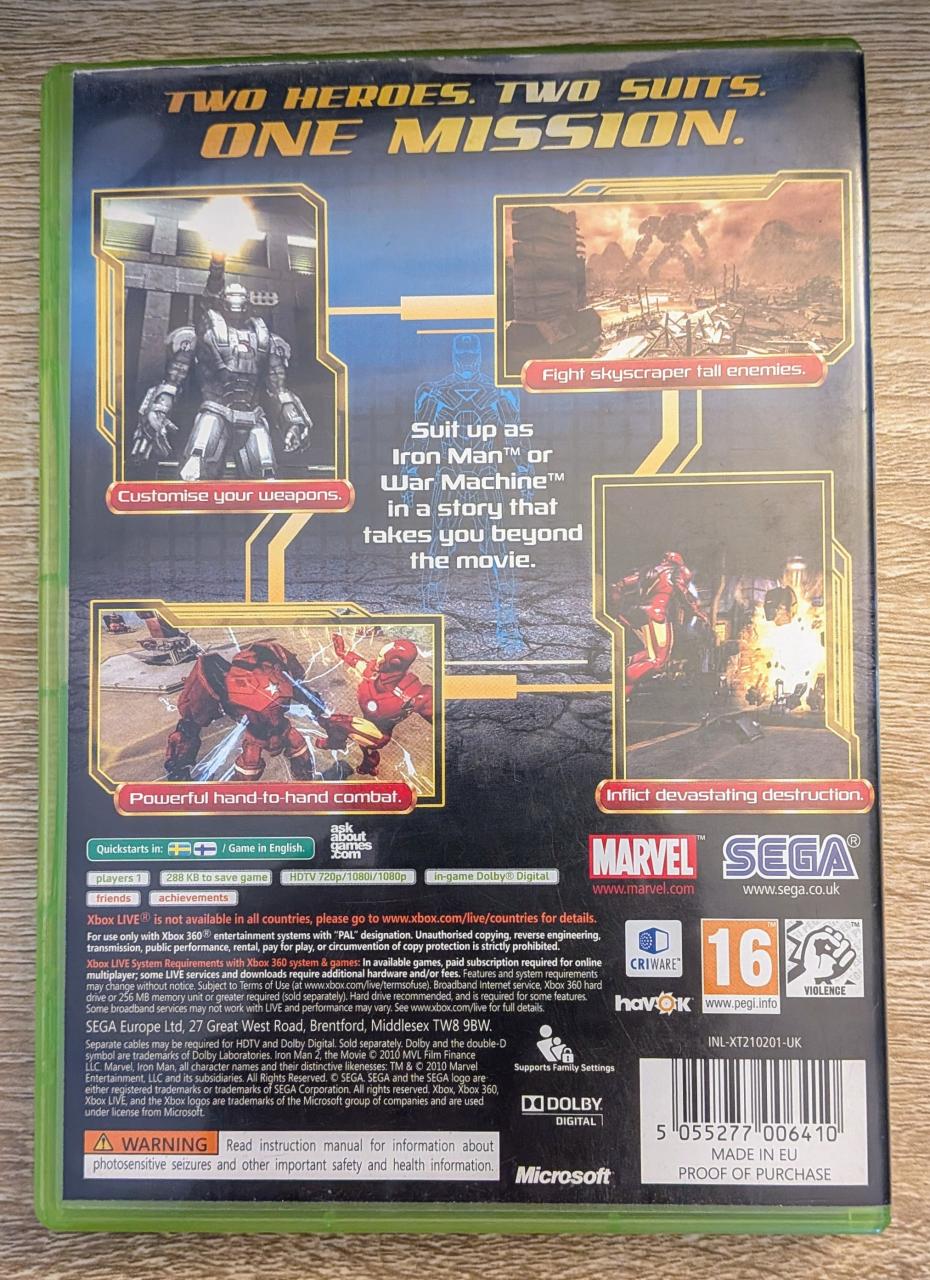 TWO HEROES. TWO SUITS.
ONE MISSION.
Fight skyscraper tall enemies.
Suit up as
Iron Man™ or
War Machine™
in a story that
takes you beyond
the movie.
Customise your weapons.
Powerful hand-to-hand combat.
Inflict devastating destruction.
Quickstarts in: / Game in English.
ask
about
games
.com
MARVEL™
www.marvel.com
SEGA®
www.sega.co.uk
players 1
288 KB to save game
HDTV 720p/1080i/1080p
in-game Dolby® Digital
friends
achievements
Xbox LIVE® is not available in all countries, please go to www.xbox.com/live/countries for details.
For use only with Xbox 360® entertainment systems with "PAL" designation. Unauthorised copying, reverse engineering,
transmission, public performance, rental, pay for play, or circumvention of copy protection is strictly prohibited.
Xbox LIVE System Requirements with Xbox 360 system & games: In available games, paid subscription required for online
multiplayer; some LIVE services and downloads require additional hardware and/or fees. Features and system requirements
may change without notice. Subject to Terms of Use (at www.xbox.com/live/termsofuse). Broadband Internet service, Xbox 360 hard
drive or 256 MB memory unit or greater required (sold separately). Hard drive recommended, and is required for some features.
Some broadband services may not work with LIVE and performance may vary. See www.xbox.com/live for full details.
SEGA Europe Ltd, 27 Great West Road, Brentford, Middlesex TW8 9BW.
Separate cables may be required for HDTV and Dolby Digital. Sold separately. Dolby and the double-D
symbol are trademarks of Dolby Laboratories. Iron Man 2, the Movie © 2010 MVL Film Finance
LLC. Marvel, Iron Man, all character names and their distinctive likenesses: TM & © 2010 Marvel
Entertainment, LLC and its subsidiaries. All Rights Reserved. © SEGA. SEGA and the SEGA logo are
either registered trademarks or trademarks of SEGA Corporation. All rights reserved. Xbox, Xbox 360,
Xbox LIVE, and the Xbox logos are trademarks of the Microsoft group of companies and are used
under license from Microsoft.
WARNING Read instruction manual for information about
photosensitive seizures and other important safety and health information.
CRIWARE™
havok
16
www.pegi.info
VIOLENCE
Supports Family Settings
DOLBY
DIGITAL
Microsoft®
INL-XT210201-UK
5 055277 006410
MADE IN EU
PROOF OF PURCHASE